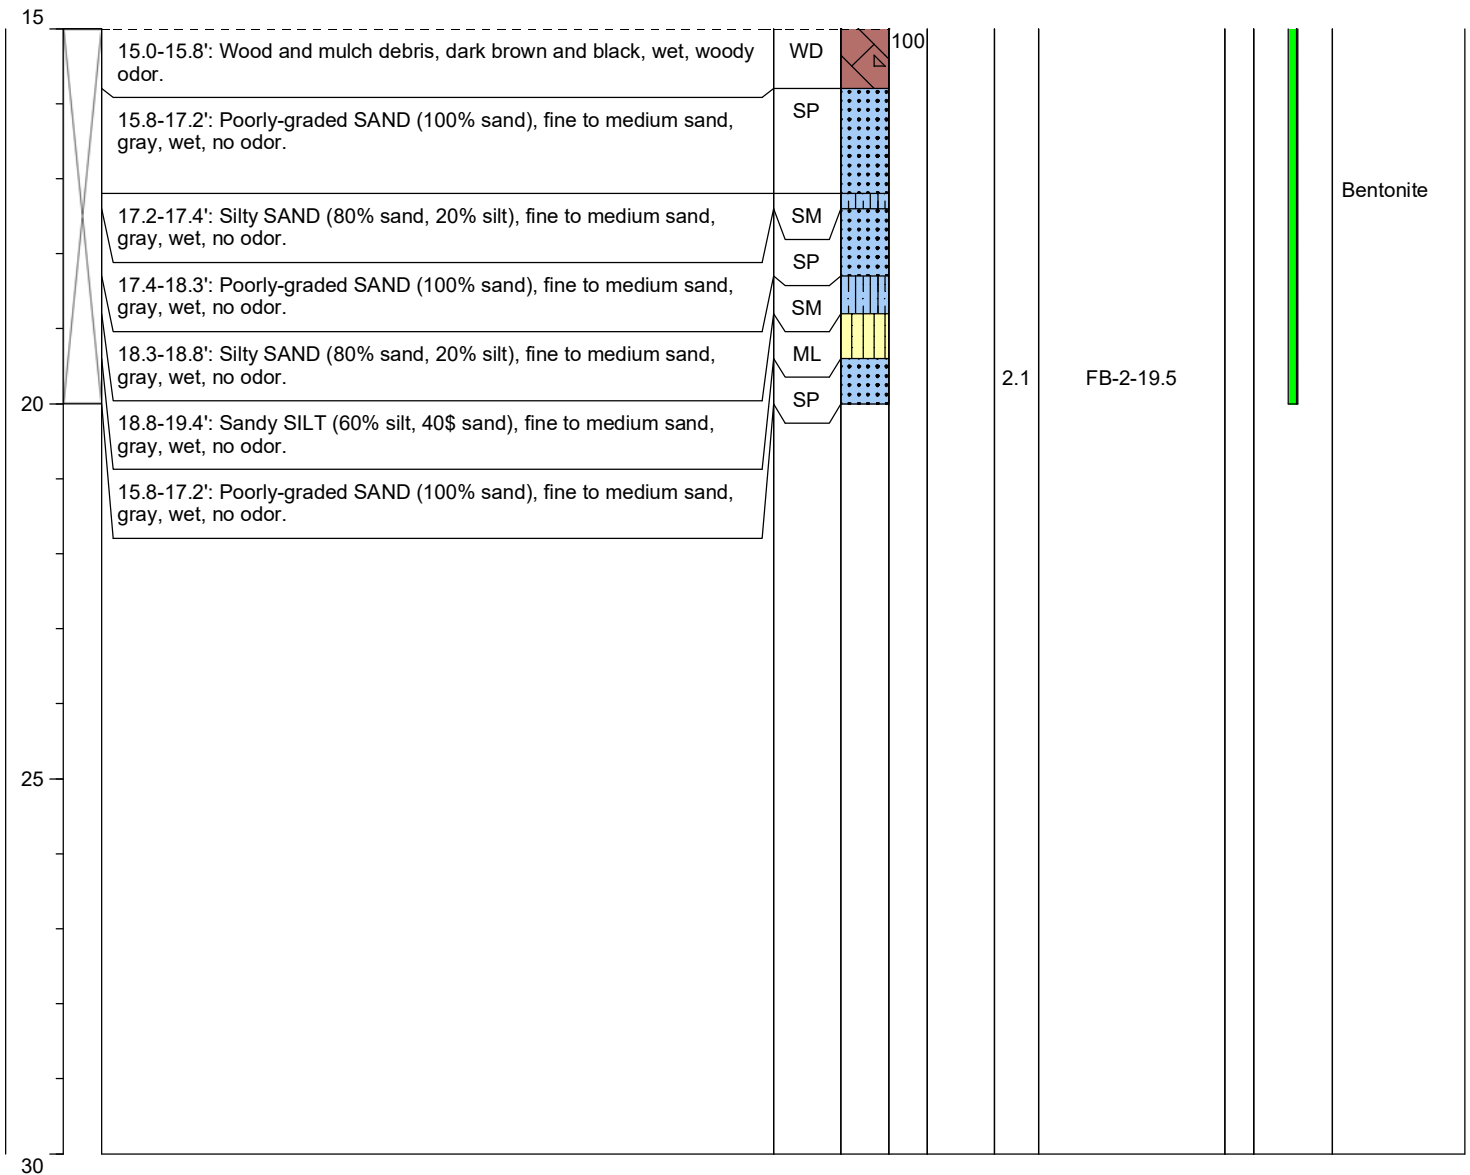 15
15.0-15.8': Wood and mulch debris, dark brown and black, wet, woody
odor.
WD
100
15.8-17.2': Poorly-graded SAND (100% sand), fine to medium sand,
gray, wet, no odor.
SP
Bentonite
17.2-17.4': Silty SAND (80% sand, 20% silt), fine to medium sand,
gray, wet, no odor.
SM
SP
17.4-18.3': Poorly-graded SAND (100% sand), fine to medium sand,
gray, wet, no odor.
SM
18.3-18.8': Silty SAND (80% sand, 20% silt), fine to medium sand,
gray, wet, no odor.
ML
2.1
FB-2-19.5
20
SP
18.8-19.4': Sandy SILT (60% silt, 40$ sand), fine to medium sand,
gray, wet, no odor.
15.8-17.2': Poorly-graded SAND (100% sand), fine to medium sand,
gray, wet, no odor.
25
30